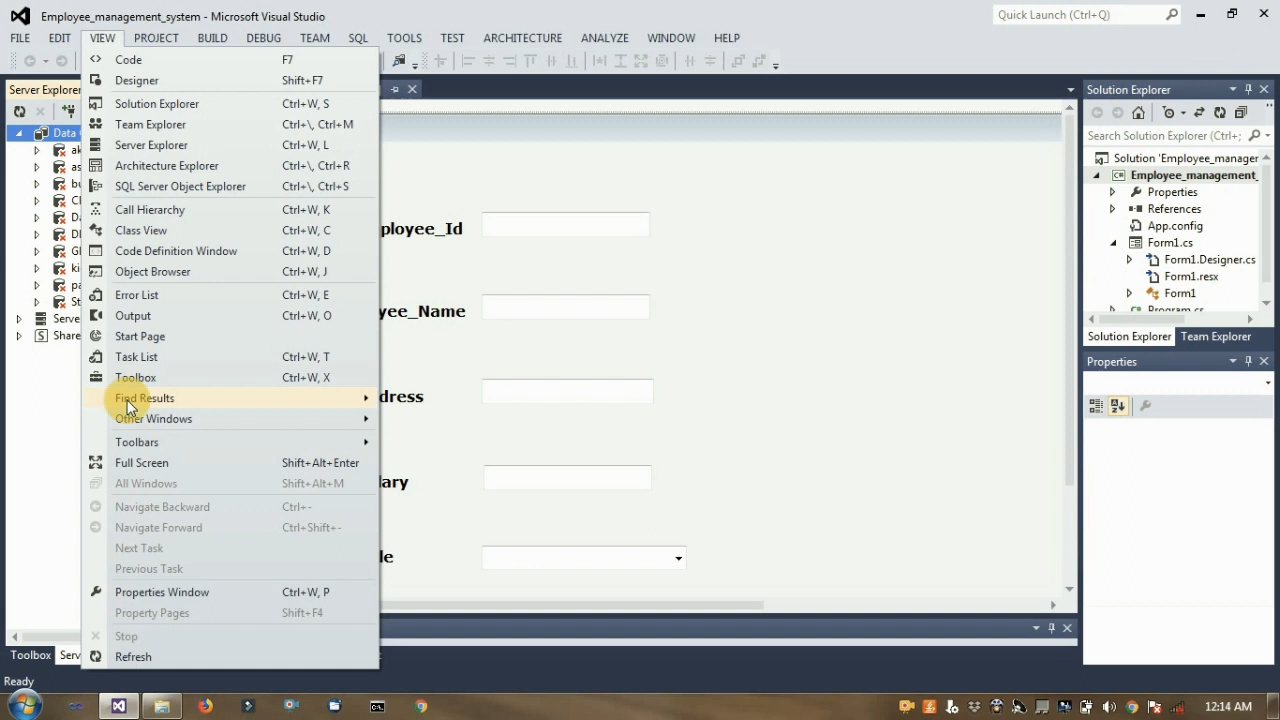 Employee_management_system - Microsoft Visual Studio
Quick Launch (Ctrl+Q)
FILE EDIT VIEW PROJECT BUILD DEBUG TEAM SQL TOOLS TEST ARCHITECTURE ANALYZE WINDOW HELP
Server Explorer
Data
Serve
Share
Toolbox
Code F7
Designer Shift+F7
Solution Explorer Ctrl+W, S
Team Explorer Ctrl+\, Ctrl+M
Server Explorer Ctrl+W, L
Architecture Explorer Ctrl+\, Ctrl+R
SQL Server Object Explorer Ctrl+\, Ctrl+S
Call Hierarchy Ctrl+W, K
Class View Ctrl+W, C
Code Definition Window Ctrl+W, D
Object Browser Ctrl+W, J
Error List Ctrl+W, E
Output Ctrl+W, O
Start Page
Task List Ctrl+W, T
Toolbox Ctrl+W, X
Find Results
Other Windows
Toolbars
Full Screen Shift+Alt+Enter
All Windows Shift+Alt+M
Navigate Backward Ctrl+-
Navigate Forward Ctrl+Shift+-
Next Task
Previous Task
Properties Window Ctrl+W, P
Property Pages Shift+F4
Stop
Refresh
ployee_Id
yee_Name
dress
lary
le
Solution Explorer
Search Solution Explorer (Ctrl+;
Solution 'Employee_manager
Employee_management_
Properties
References
App.config
Form1.cs
Form1.Designer.cs
Form1.resx
Form1
Program.cs
Solution Explorer Team Explorer
Properties
Ready
12:14 AM